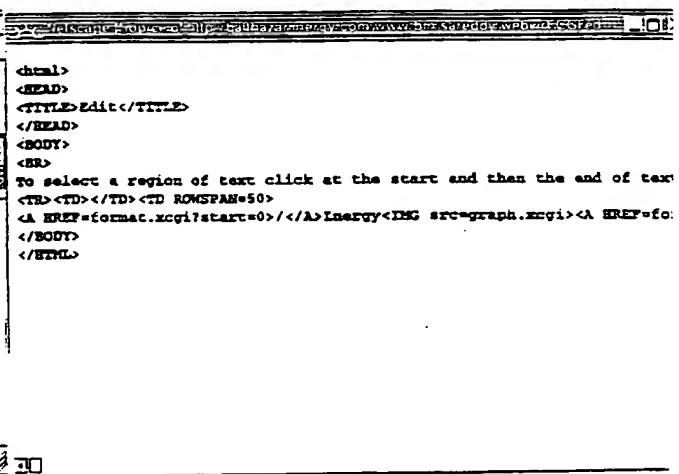 <html>
<HEAD>
<TITLE>Edit</TITLE>
</HEAD>
<BODY>
<BR>
To select a region of text click at the start and then the end of tex
<TR><TD></TD><TD ROWSPAN=50>
<A HREF=format.xcgi?start=0>/</A>Energy<IMG src=graph.xcgi><A HREF=fo
</BODY>
</HTML>